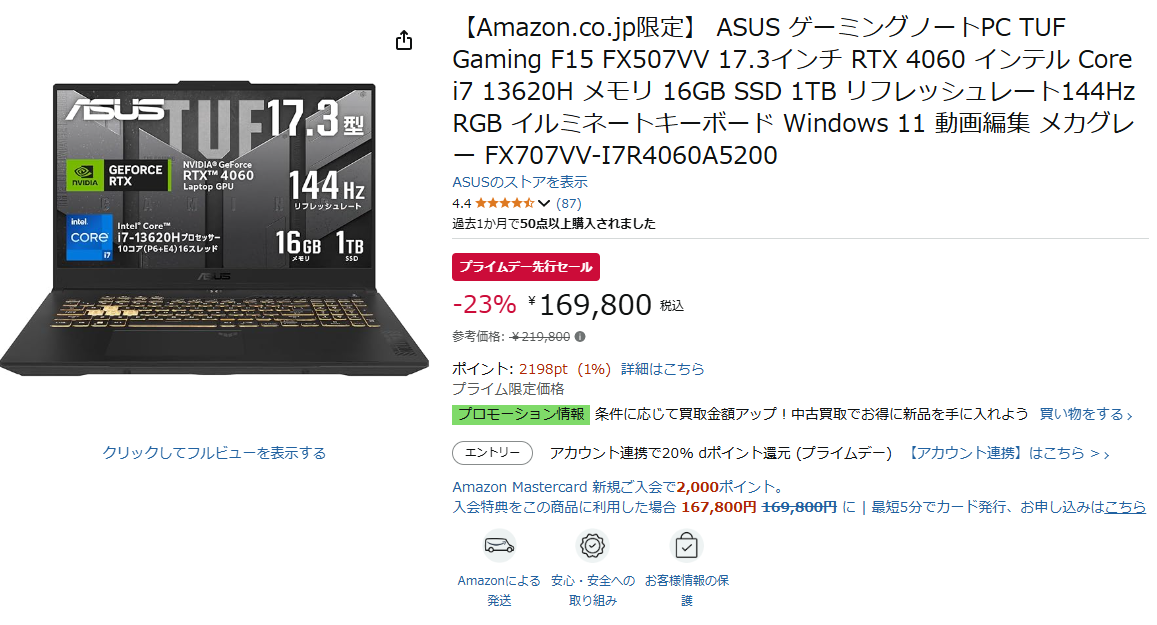 【Amazon.co.jp限定】 ASUS ゲーミングノートPC TUF
Gaming F15 FX507VV 17.3インチ RTX 4060 インテル Core
i7 13620H メモリ 16GB SSD 1TB リフレッシュレート144Hz
RGB イルミネートキーボード Windows 11 動画編集 メカグレ
ー FX707VV-I7R4060A5200
ASUSのストアを表示
4.4 (87)
過去1か月で50点以上購入されました
プライムデー先行セール
-23% ¥169,800 税込
参考価格: ¥219,800
ポイント: 2198pt (1%) 詳細はこちら
プライム限定価格
プロモーション情報 条件に応じて買取金額アップ！中古買取でお得に新品を手に入れよう 買い物をする ›
エントリー アカウント連携で20% dポイント還元 (プライムデー) 【アカウント連携】はこちら ＞ ›
Amazon Mastercard 新規ご入会で2,000ポイント。
入会特典をこの商品に利用した場合 167,800円 169,800円 に | 最短5分でカード発行、お申し込みはこちら
Amazonによる
発送
安心・安全への
取り組み
お客様情報の保
護
ASUS TUF 17.3型
NVIDIA GEFORCE RTX
NVIDIA® GeForce
RTX™ 4060
Laptop GPU
144Hz
リフレッシュレート
intel CORE i7
Intel® Core™
i7-13620Hプロセッサー
10コア(P6+E4)16スレッド
16GB メモリ
1TB SSD
GAMING
ASUS
クリックしてフルビューを表示する